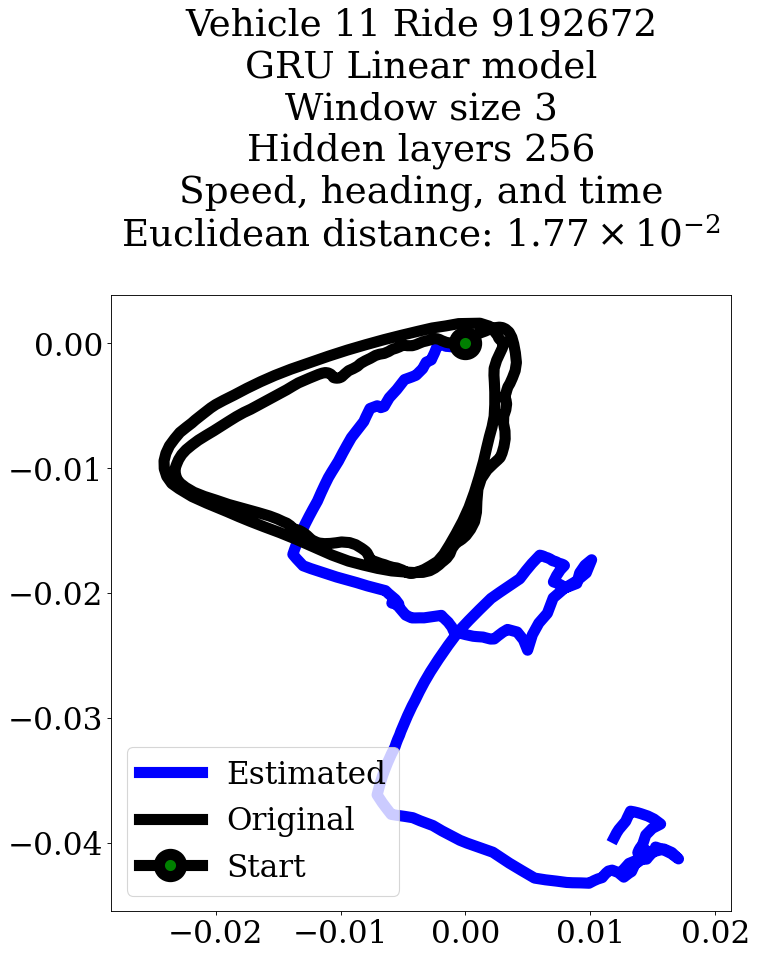 Vehicle 11 Ride 9192672
GRU Linear model
Window size 3
Hidden layers 256
Speed, heading, and time
Euclidean distance: 1.77 × 10⁻²
0.00
−0.01
−0.02
−0.03
−0.04
Estimated
Original
Start
−0.02 −0.01 0.00 0.01 0.02